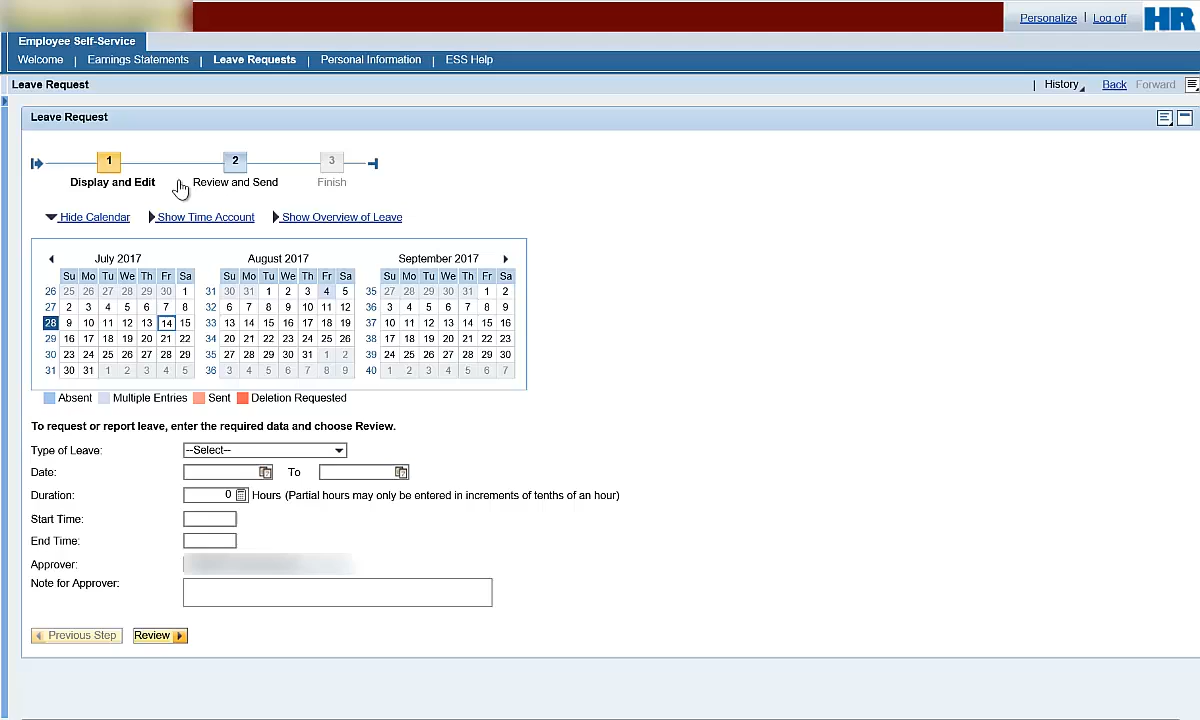 Personalize | Log off HR
Employee Self-Service
Welcome | Earnings Statements | Leave Requests | Personal Information | ESS Help
Leave Request | History Back Forward
Leave Request
1 2 3
Display and Edit Review and Send Finish
Hide Calendar Show Time Account Show Overview of Leave
July 2017 August 2017 September 2017
Su Mo Tu We Th Fr Sa Su Mo Tu We Th Fr Sa Su Mo Tu We Th Fr Sa
26 25 26 27 28 29 30 1 31 30 31 1 2 3 4 5 35 27 28 29 30 31 1 2
27 2 3 4 5 6 7 8 32 6 7 8 9 10 11 12 36 3 4 5 6 7 8 9
28 9 10 11 12 13 14 15 33 13 14 15 16 17 18 19 37 10 11 12 13 14 15 16
29 16 17 18 19 20 21 22 34 20 21 22 23 24 25 26 38 17 18 19 20 21 22 23
30 23 24 25 26 27 28 29 35 27 28 29 30 31 1 2 39 24 25 26 27 28 29 30
31 30 31 1 2 3 4 5 36 3 4 5 6 7 8 9 40 1 2 3 4 5 6 7
Absent Multiple Entries Sent Deletion Requested
To request or report leave, enter the required data and choose Review.
Type of Leave: --Select--
Date: To
Duration: 0 Hours (Partial hours may only be entered in increments of tenths of an hour)
Start Time:
End Time:
Approver:
Note for Approver:
Previous Step Review